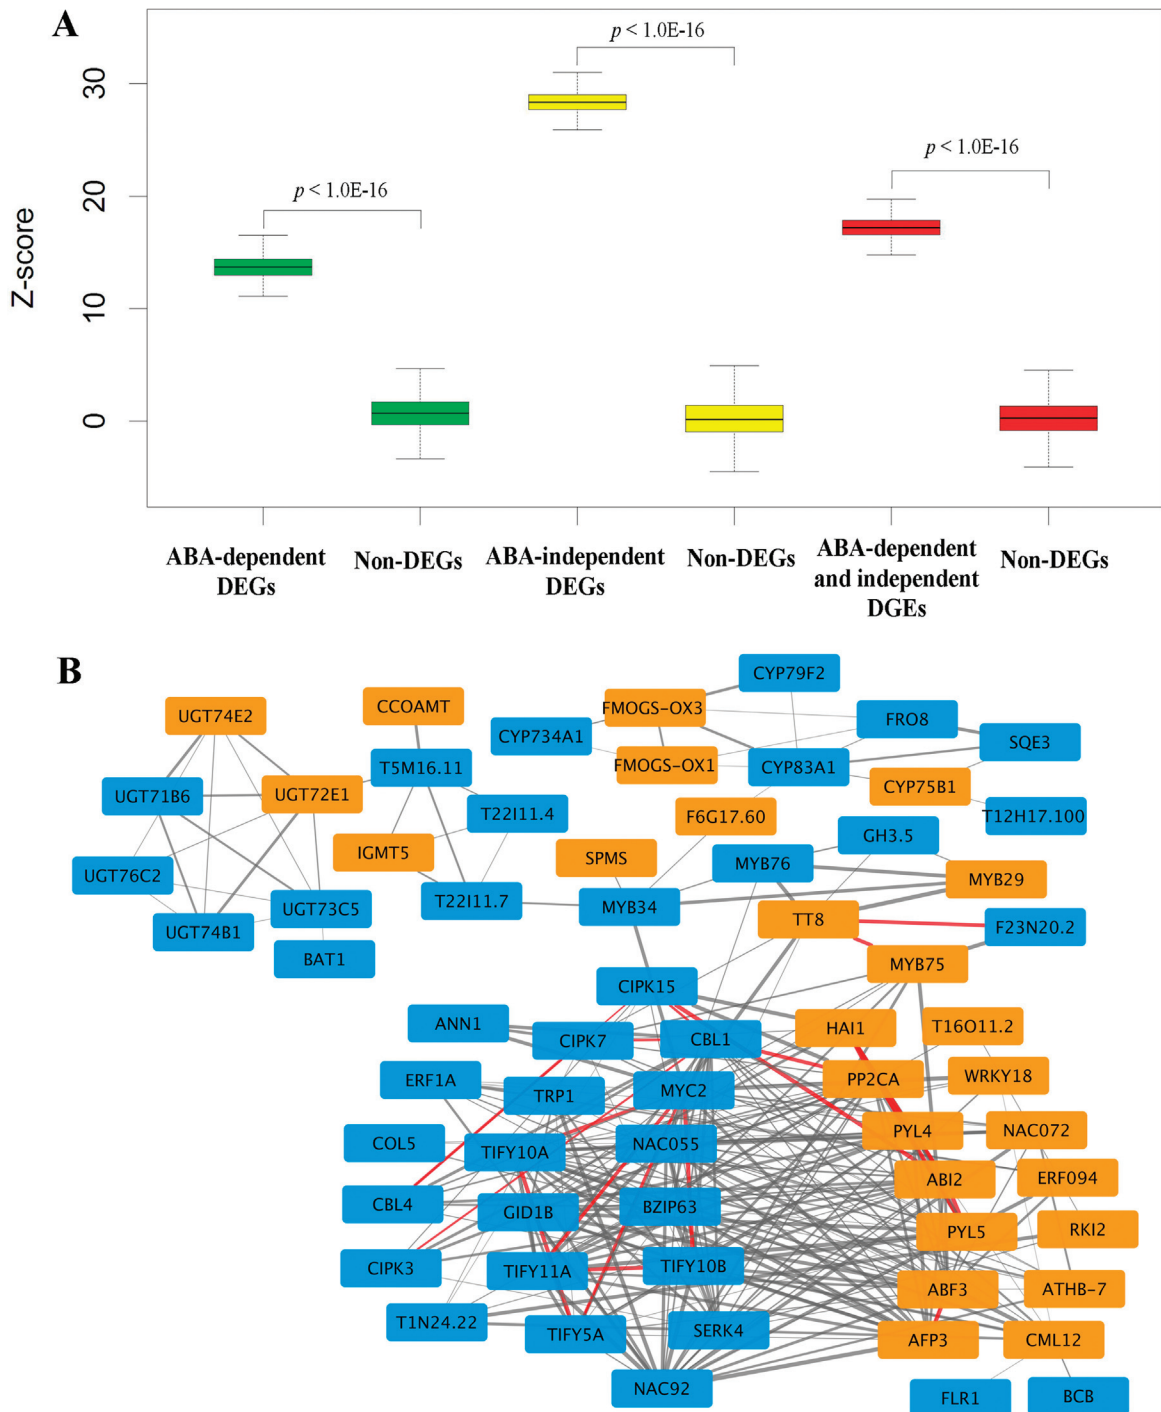 A
p < 1.0E-16
p < 1.0E-16
p < 1.0E-16
Z-score
30
20
10
0
ABA-dependent
DEGs
Non-DEGs
ABA-independent
DEGs
Non-DEGs
ABA-dependent
and independent
DGEs
Non-DEGs
B
CYP79F2
UGT74E2
CCOAMT
FMOGS-OX3
FRO8
CYP734A1
SQE3
T5M16.11
FMOGS-OX1
CYP83A1
UGT71B6
UGT72E1
CYP75B1
T22I11.4
F6G17.60
T12H17.100
GH3.5
IGMT5
SPMS
MYB76
UGT76C2
MYB29
UGT73C5
T22I11.7
MYB34
TT8
F23N20.2
UGT74B1
BAT1
MYB75
CIPK15
ANN1
CIPK7
CBL1
HAI1
T16O11.2
ERF1A
TRP1
MYC2
PP2CA
WRKY18
COL5
TIFY10A
NAC055
PYL4
NAC072
CBL4
GID1B
BZIP63
ABI2
ERF094
PYL5
RKI2
CIPK3
TIFY11A
TIFY10B
ABF3
ATHB-7
T1N24.22
TIFY5A
SERK4
AFP3
CML12
NAC92
FLR1
BCB